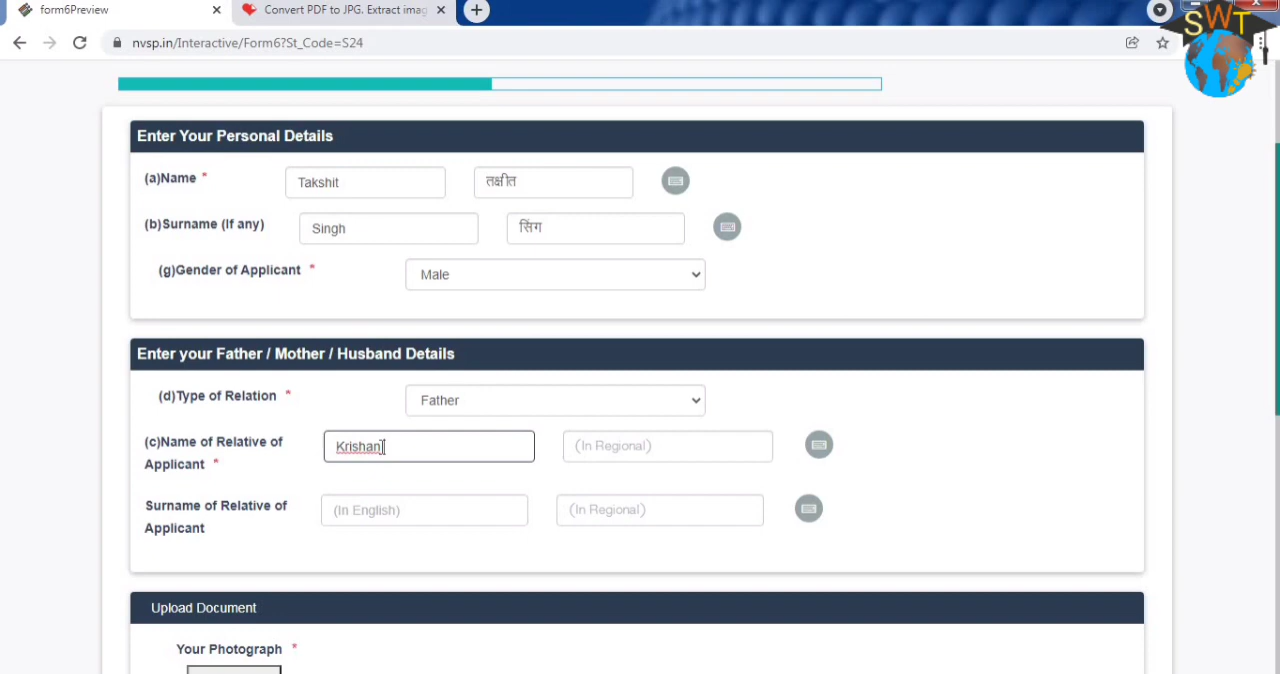 form6Preview
Convert PDF to JPG. Extract imag
nvsp.in/Interactive/Form6?St_Code=S24
SWT
Enter Your Personal Details
(a)Name * Takshit तक्षीत
(b)Surname (If any) Singh सिंग
(g)Gender of Applicant * Male
Enter your Father / Mother / Husband Details
(d)Type of Relation * Father
(c)Name of Relative of
Applicant * Krishan (In Regional)
Surname of Relative of
Applicant (In English) (In Regional)
Upload Document
Your Photograph *